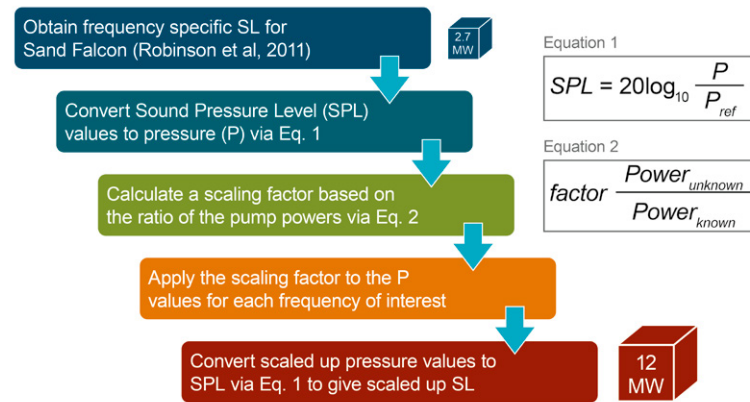 Obtain frequency specific SL for
Sand Falcon (Robinson et al, 2011)
2.7
MW
Convert Sound Pressure Level (SPL)
values to pressure (P) via Eq. 1
Calculate a scaling factor based on
the ratio of the pump powers via Eq. 2
Apply the scaling factor to the P
values for each frequency of interest
Convert scaled up pressure values to
SPL via Eq. 1 to give scaled up SL
12
MW
Equation 1
SPL = 20log₁₀ P / P_ref
Equation 2
factor Power_unknown / Power_known